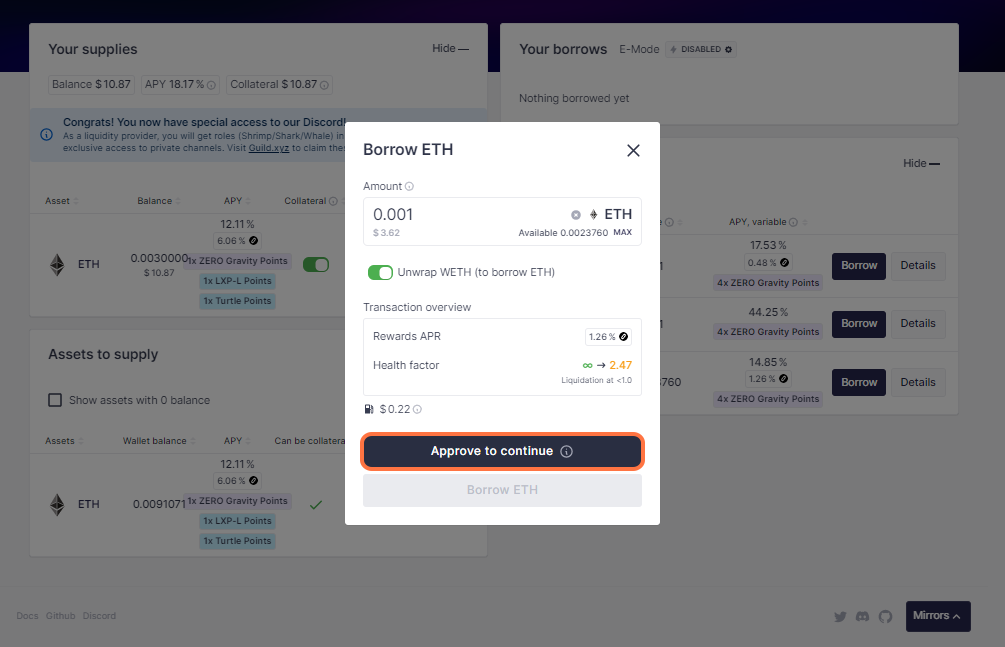 Your supplies
Hide
Balance $ 10.87
APY 18.17 %
Collateral $ 10.87
Congrats! You now have special access to our Discord!
As a liquidity provider, you will get roles (Shrimp/Shark/Whale) in
exclusive access to private channels. Visit Guild.xyz to claim
Asset
Balance
APY
Collateral
ETH
0.0030000
$ 10.87
12.11 %
6.06 %
1x ZERO Gravity Points
1x LXP-L Points
1x Turtle Points
Assets to supply
Show assets with 0 balance
Assets
Wallet balance
APY
Can be
ETH
0.0091071
12.11 %
6.06 %
1x ZERO Gravity Points
1x LXP-L Points
1x Turtle Points
Your borrows
E-Mode
DISABLED
Nothing borrowed yet
Hide
APY, variable
17.53 %
0.48 %
4x ZERO Gravity Points
Borrow
Details
44.25 %
4x ZERO Gravity Points
Borrow
Details
3760
14.85 %
1.26 %
4x ZERO Gravity Points
Borrow
Details
Borrow ETH
Amount
0.001
ETH
$ 3.62
Available 0.0023760 MAX
Unwrap WETH (to borrow ETH)
Transaction overview
Rewards APR
1.26 %
Health factor
∞ → 2.47
Liquidation at <1.0
$ 0.22
Approve to continue
Borrow ETH
Docs Github Discord
Mirrors